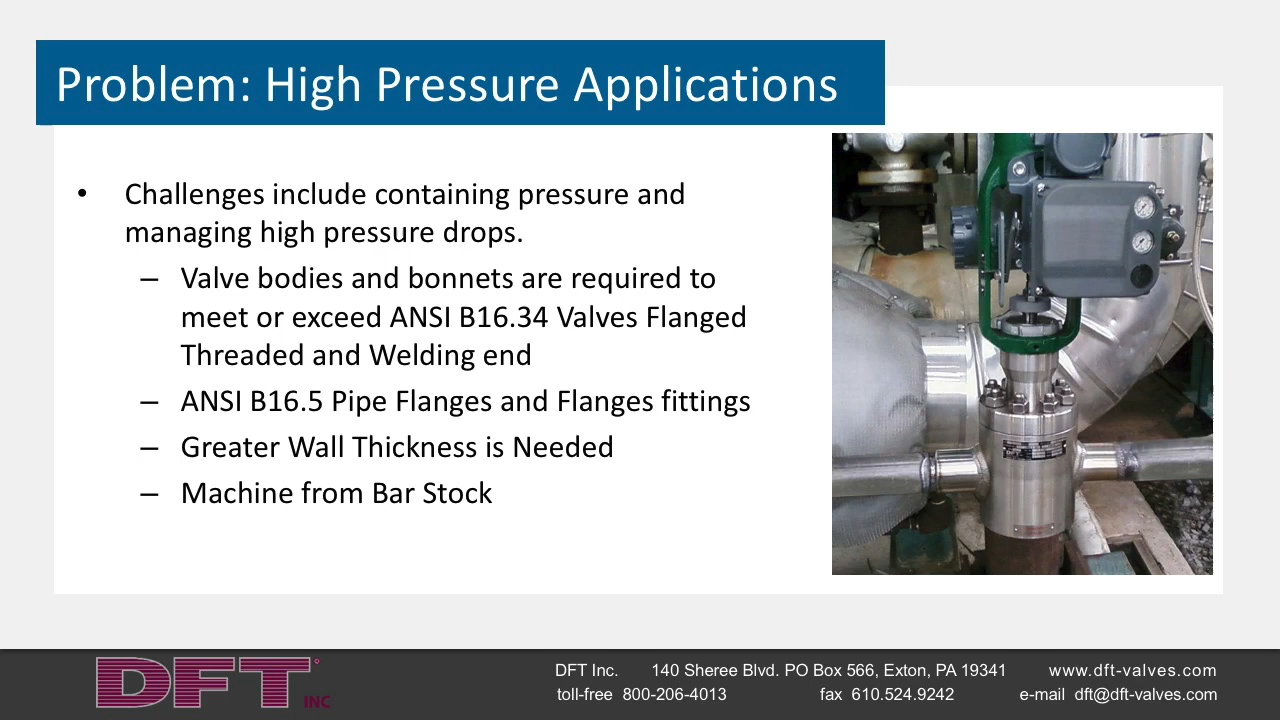 Problem: High Pressure Applications
• Challenges include containing pressure and
managing high pressure drops.
– Valve bodies and bonnets are required to
meet or exceed ANSI B16.34 Valves Flanged
Threaded and Welding end
– ANSI B16.5 Pipe Flanges and Flanges fittings
– Greater Wall Thickness is Needed
– Machine from Bar Stock
DFT INC
DFT Inc. 140 Sheree Blvd. PO Box 566, Exton, PA 19341 www.dft-valves.com
toll-free 800-206-4013 fax 610.524.9242 e-mail dft@dft-valves.com